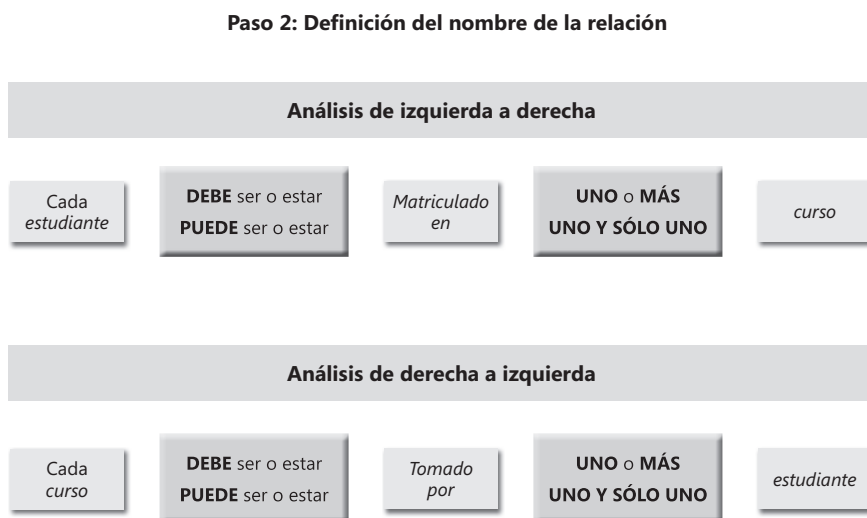 Paso 2: Definición del nombre de la relación
Análisis de izquierda a derecha
Cada
estudiante
DEBE ser o estar
PUEDE ser o estar
Matriculado
en
UNO o MÁS
UNO Y SÓLO UNO
curso
Análisis de derecha a izquierda
Cada
curso
DEBE ser o estar
PUEDE ser o estar
Tomado
por
UNO o MÁS
UNO Y SÓLO UNO
estudiante